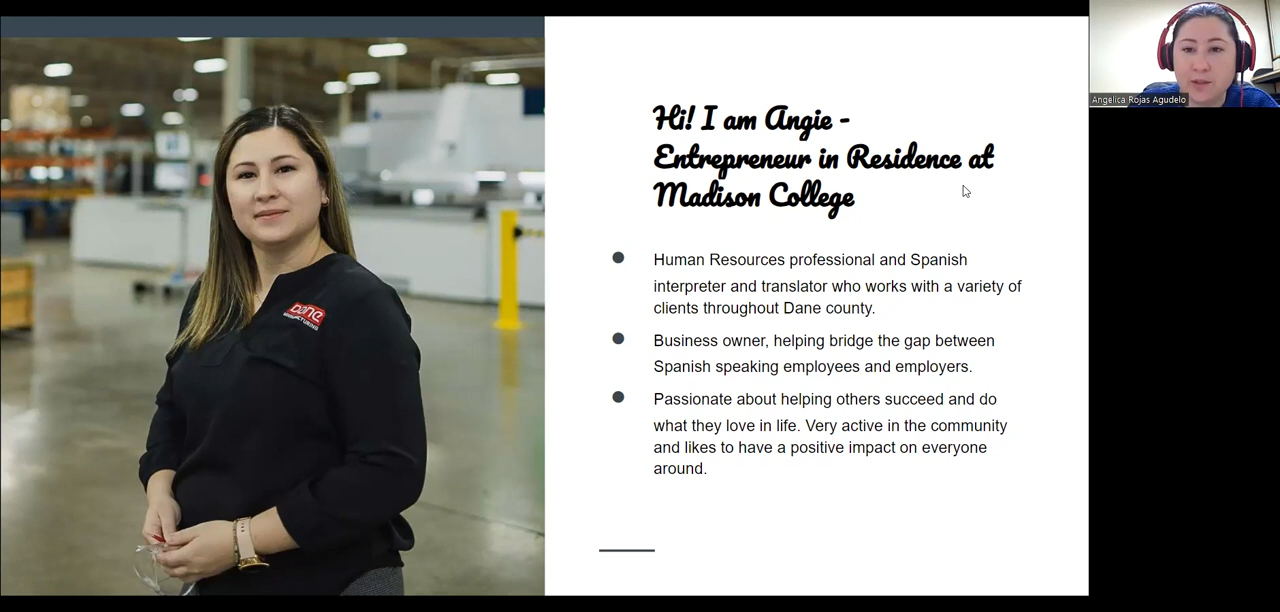 Hi! I am Angie -
Entrepreneur in Residence at
Madison College
Human Resources professional and Spanish
interpreter and translator who works with a variety of
clients throughout Dane county.
Business owner, helping bridge the gap between
Spanish speaking employees and employers.
Passionate about helping others succeed and do
what they love in life. Very active in the community
and likes to have a positive impact on everyone
around.
Dane
MANUFACTURING
Angelica Rojas Agudelo